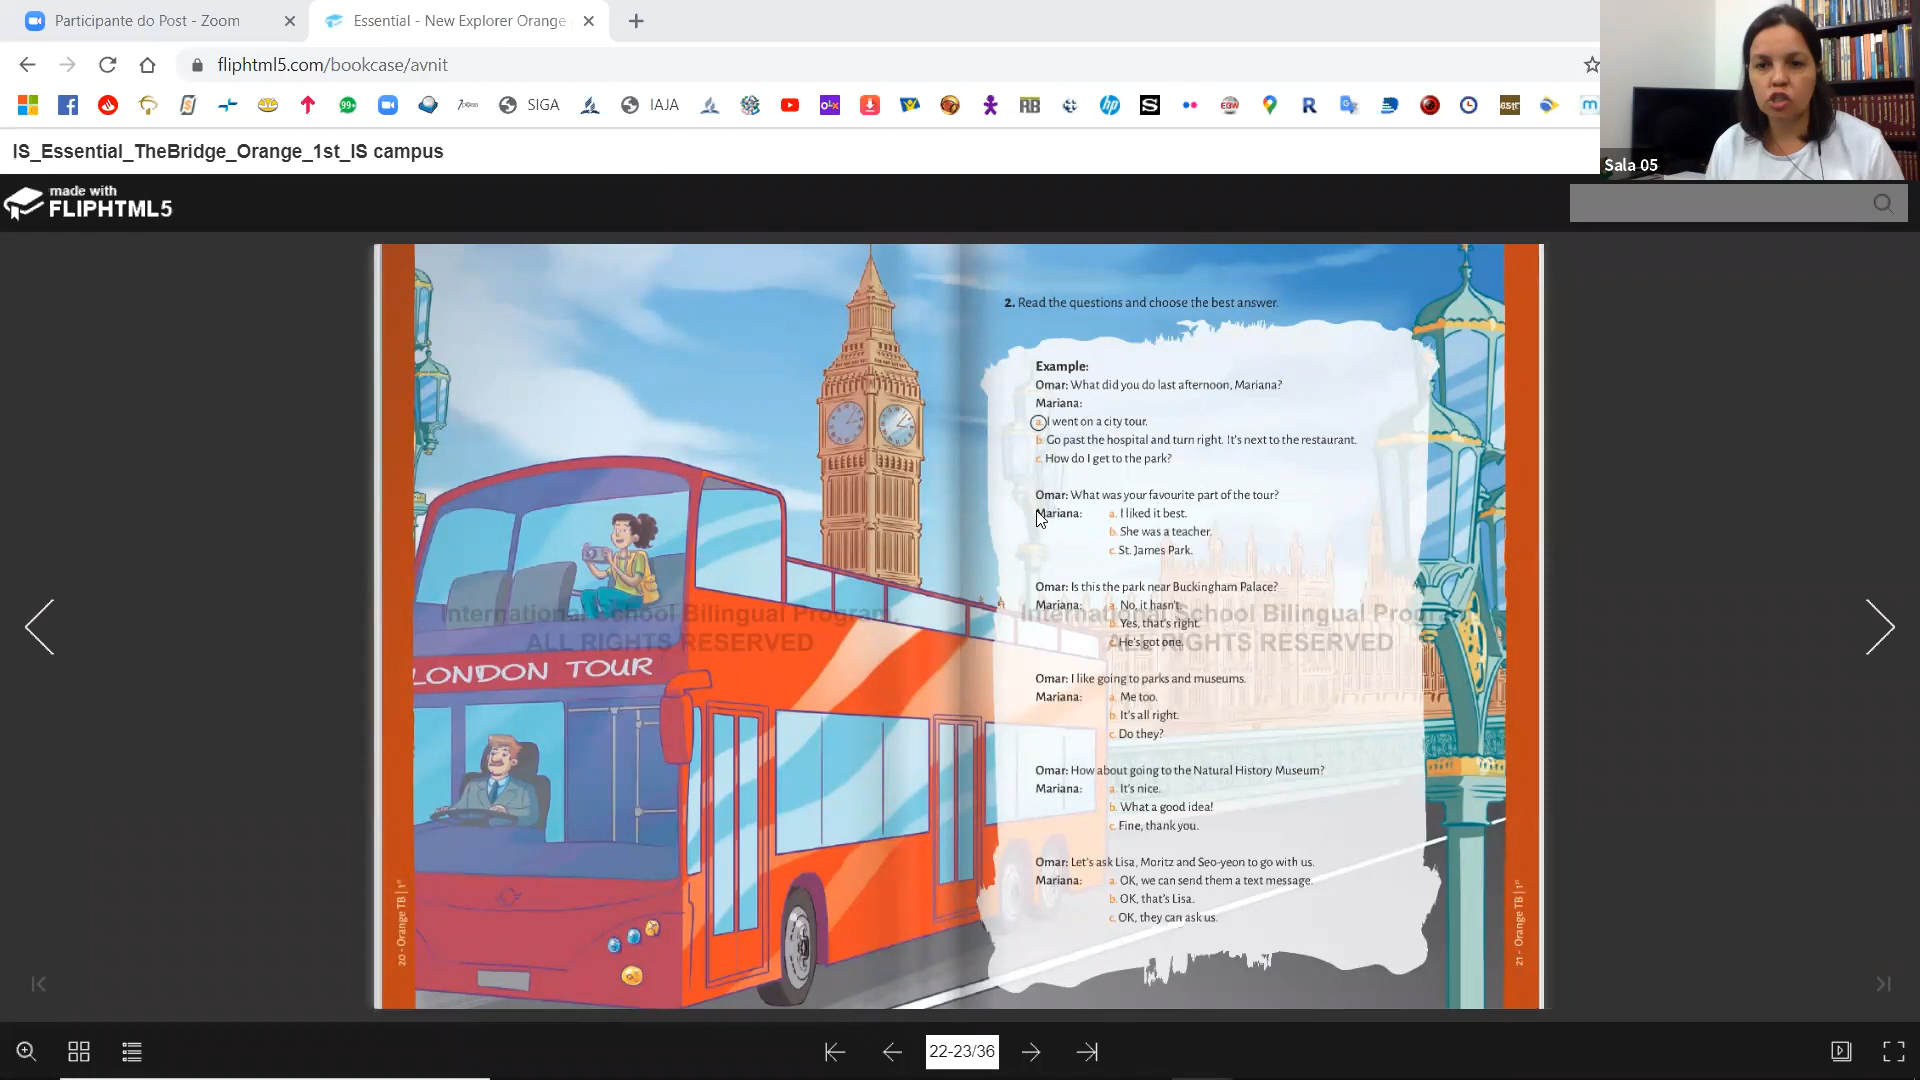 Participante do Post - Zoom
Essential - New Explorer Orange
fliphtml5.com/bookcase/avnit
99+
SIGA
IAJA
olx
RB
hp
S
EGW
R
IS_Essential_TheBridge_Orange_1st_IS campus
Sala 05
made with
FLIPHTML5
2. Read the questions and choose the best answer.
Example:
Omar: What did you do last afternoon, Mariana?
Mariana:
a. I went on a city tour.
b. Go past the hospital and turn right. It's next to the restaurant.
c. How do I get to the park?
Omar: What was your favourite part of the tour?
Mariana: a. I liked it best.
b. She was a teacher.
c. St. James Park.
Omar: Is this the park near Buckingham Palace?
Mariana: a. No, it hasn't.
b. Yes, that's right.
c. He's got one.
Omar: I like going to parks and museums.
Mariana: a. Me too.
b. It's all right.
c. Do they?
Omar: How about going to the Natural History Museum?
Mariana: a. It's nice.
b. What a good idea!
c. Fine, thank you.
Omar: Let's ask Lisa, Moritz and Seo-yeon to go with us.
Mariana: a. OK, we can send them a text message.
b. OK, that's Lisa.
c. OK, they can ask us.
International School Bilingual Program
ALL RIGHTS RESERVED
International School Bilingual Program
ALL RIGHTS RESERVED
LONDON TOUR
20 - Orange TB | 1st
21 - Orange TB | 1st
22-23/36